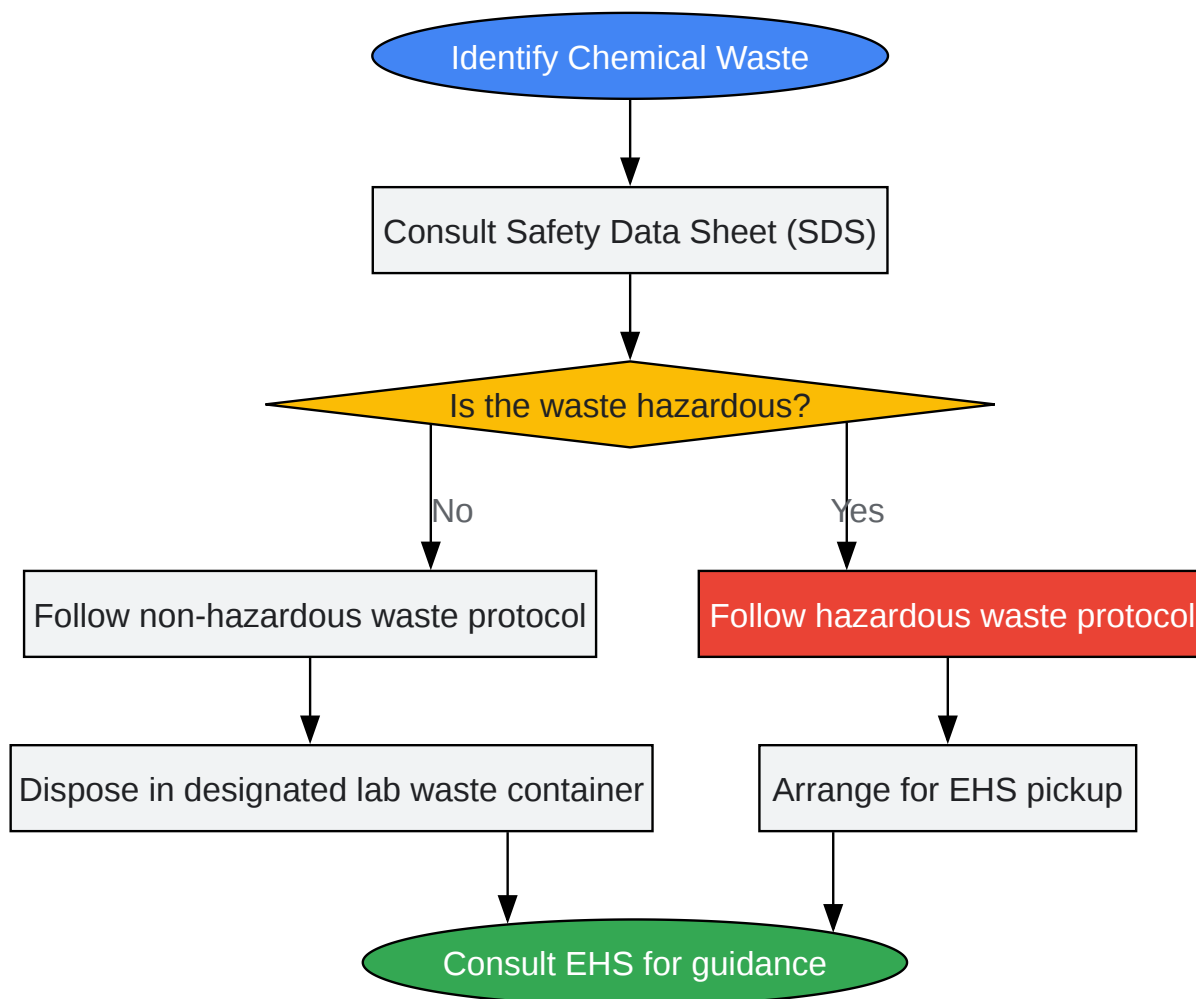 Identify Chemical Waste
Consult Safety Data Sheet (SDS)
Is the waste hazardous?
No
Yes
Follow non-hazardous waste protocol
Follow hazardous waste protocol
Dispose in designated lab waste container
Arrange for EHS pickup
Consult EHS for guidance